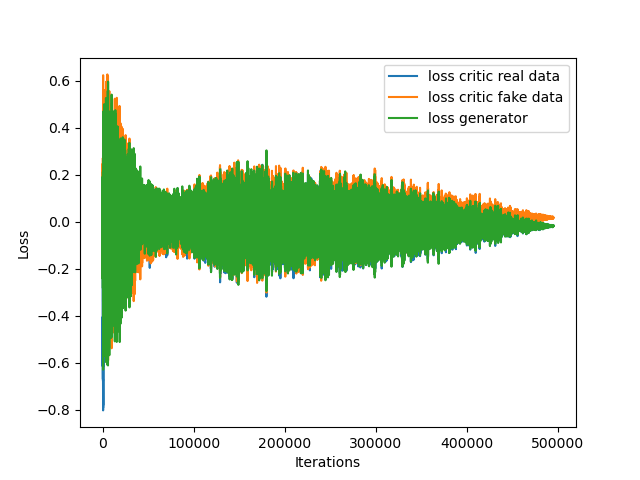 loss critic real data
loss critic fake data
loss generator
0.6
0.4
0.2
0.0
−0.2
−0.4
−0.6
−0.8
Loss
0 100000 200000 300000 400000 500000
Iterations